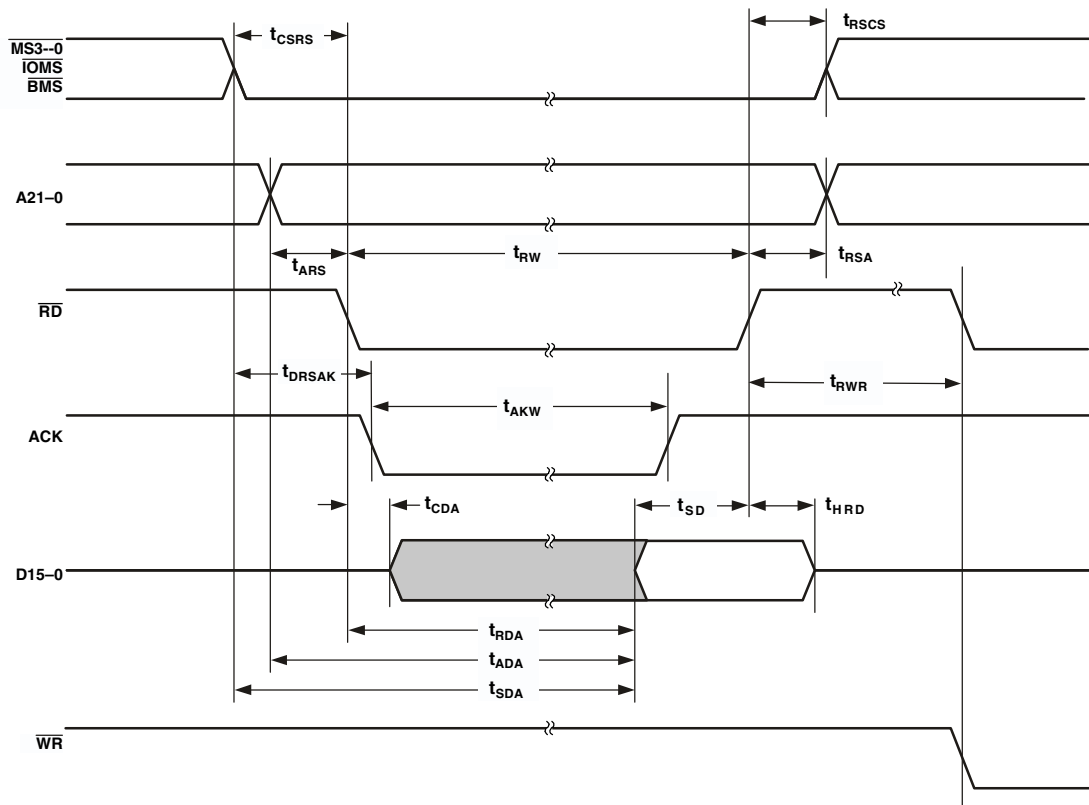 tCSRS
tRSCS
MS3--0
IOMS
BMS
A21–0
tARS
tRW
tRSA
RD
tDRSAK
tRWR
tAKW
ACK
tCDA
tSD
tHRD
D15–0
tRDA
tADA
tSDA
WR